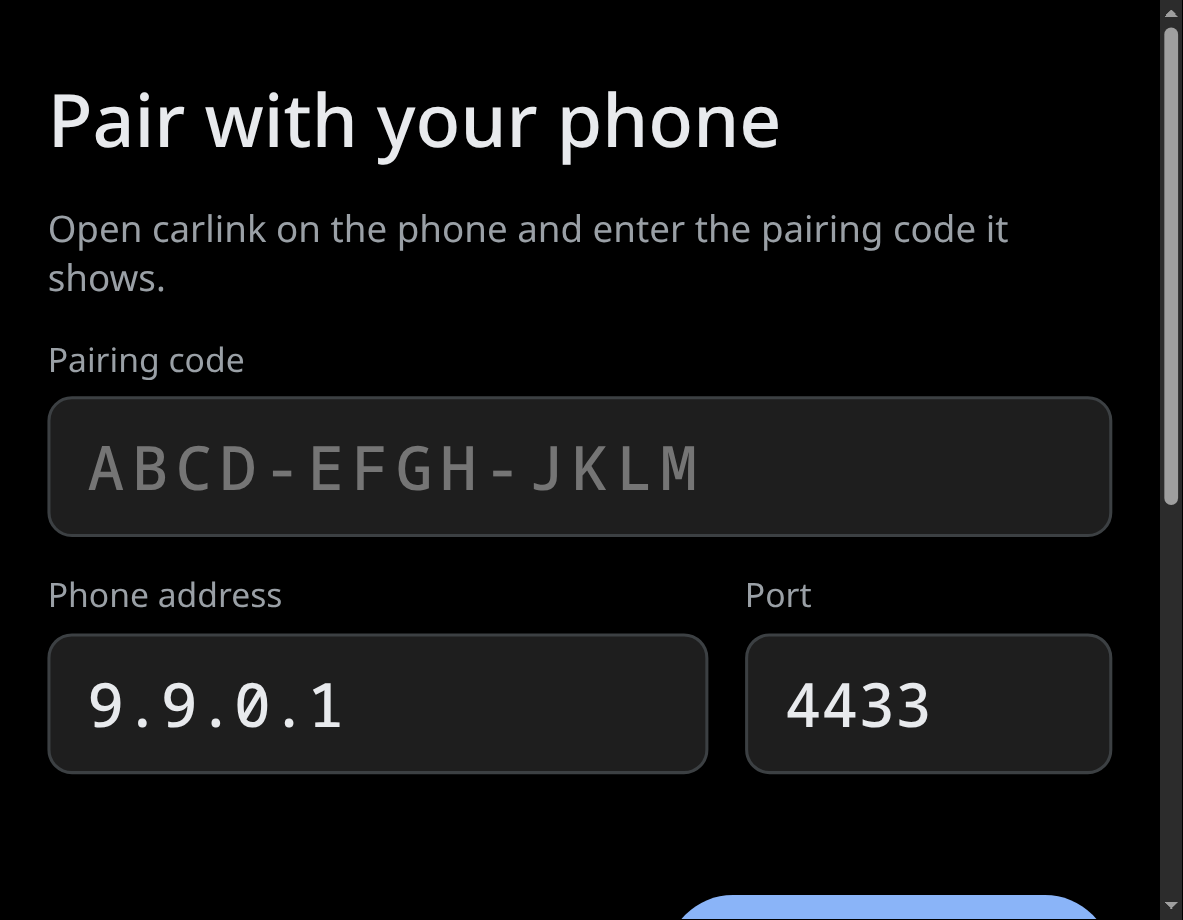 Pair with your phone
Open carlink on the phone and enter the pairing code it
shows.
Pairing code
ABCD-EFGH-JKLM
Phone address
Port
9.9.0.1
4433